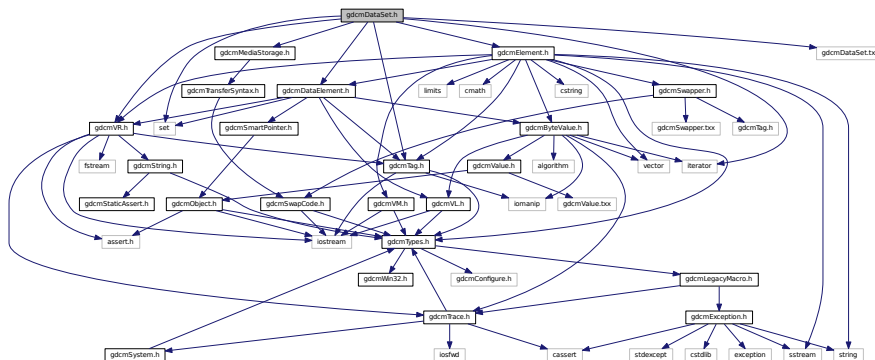 gdcmDataSet.h
gdcmMediaStorage.h
gdcmElement.h
gdcmDataSet.tx
gdcmTransferSyntax.h
gdcmDataElement.h
limits
cmath
cstring
gdcmSwapper.h
gdcmVR.h
set
gdcmSmartPointer.h
gdcmByteValue.h
gdcmSwapper.txx
gdcmTag.h
fstream
gdcmString.h
gdcmTag.h
gdcmValue.h
algorithm
vector
iterator
gdcmStaticAssert.h
gdcmObject.h
gdcmSwapCode.h
gdcmVM.h
gdcmVL.h
iomanip
gdcmValue.txx
assert.h
iostream
gdcmTypes.h
gdcmWin32.h
gdcmConfigure.h
gdcmLegacyMacro.h
gdcmTrace.h
gdcmException.h
gdcmSystem.h
iosfwd
cassert
stdexcept
cstdlib
exception
sstream
string